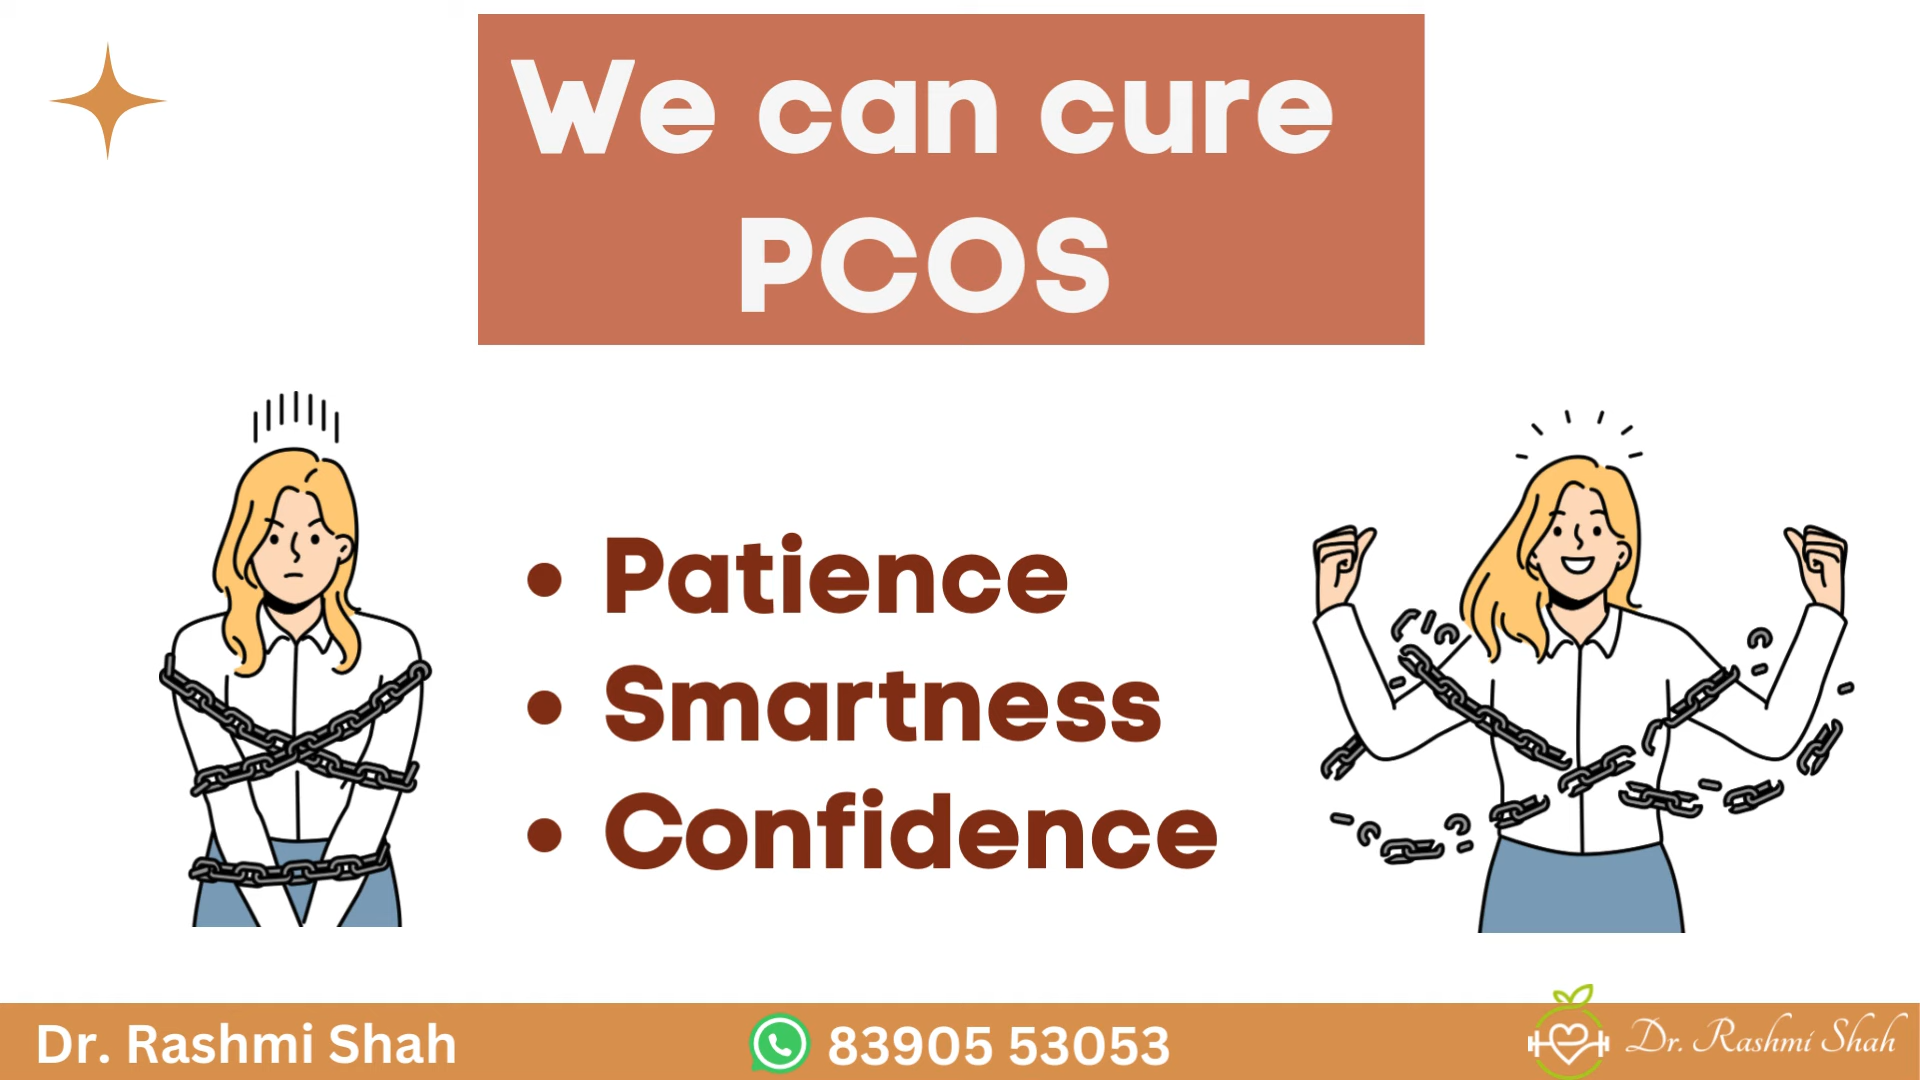 We can cure
PCOS
• Patience
• Smartness
• Confidence
Dr. Rashmi Shah
83905 53053
Dr. Rashmi Shah